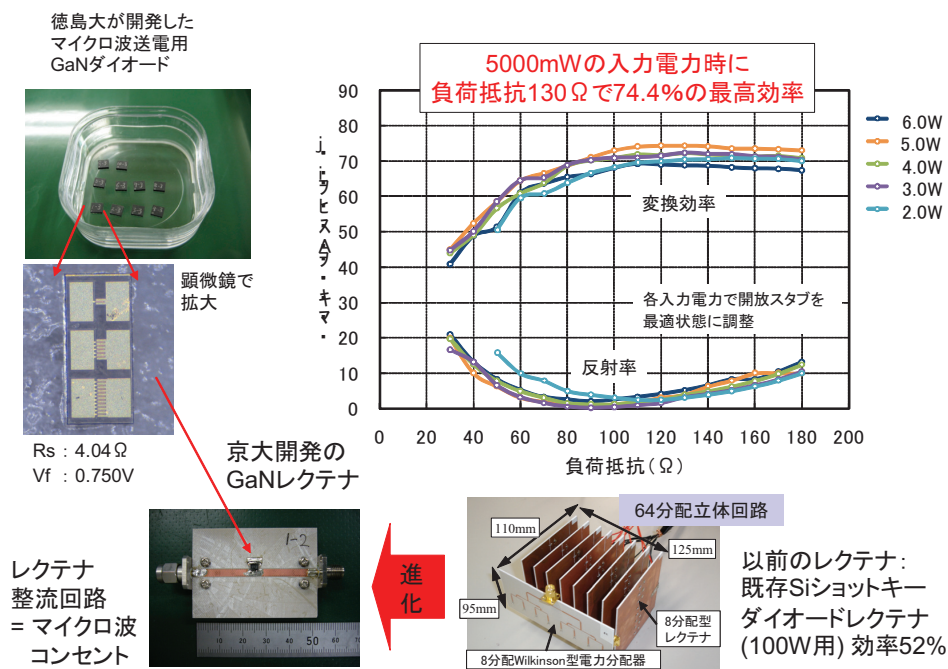 徳島大が開発した
マイクロ波送電用
GaNダイオード
5000mWの入力電力時に
負荷抵抗130Ωで74.4%の最高効率
90
80
70
60
50
40
30
20
10
0
0 20 40 60 80 100 120 140 160 180 200
負荷抵抗(Ω)
変換効率
各入力電力で開放スタブを
最適状態に調整
反射率
6.0W
5.0W
4.0W
3.0W
2.0W
顕微鏡で
拡大
Rs : 4.04Ω
Vf : 0.750V
京大開発の
GaNレクテナ
レクテナ
整流回路
= マイクロ波
コンセント
1-2
10 20 30 40 50
進
化
64分配立体回路
110mm
125mm
95mm
8分配型
レクテナ
8分配Wilkinson型電力分配器
以前のレクテナ:
既存Siショットキー
ダイオードレクテナ
(100W用) 効率52%